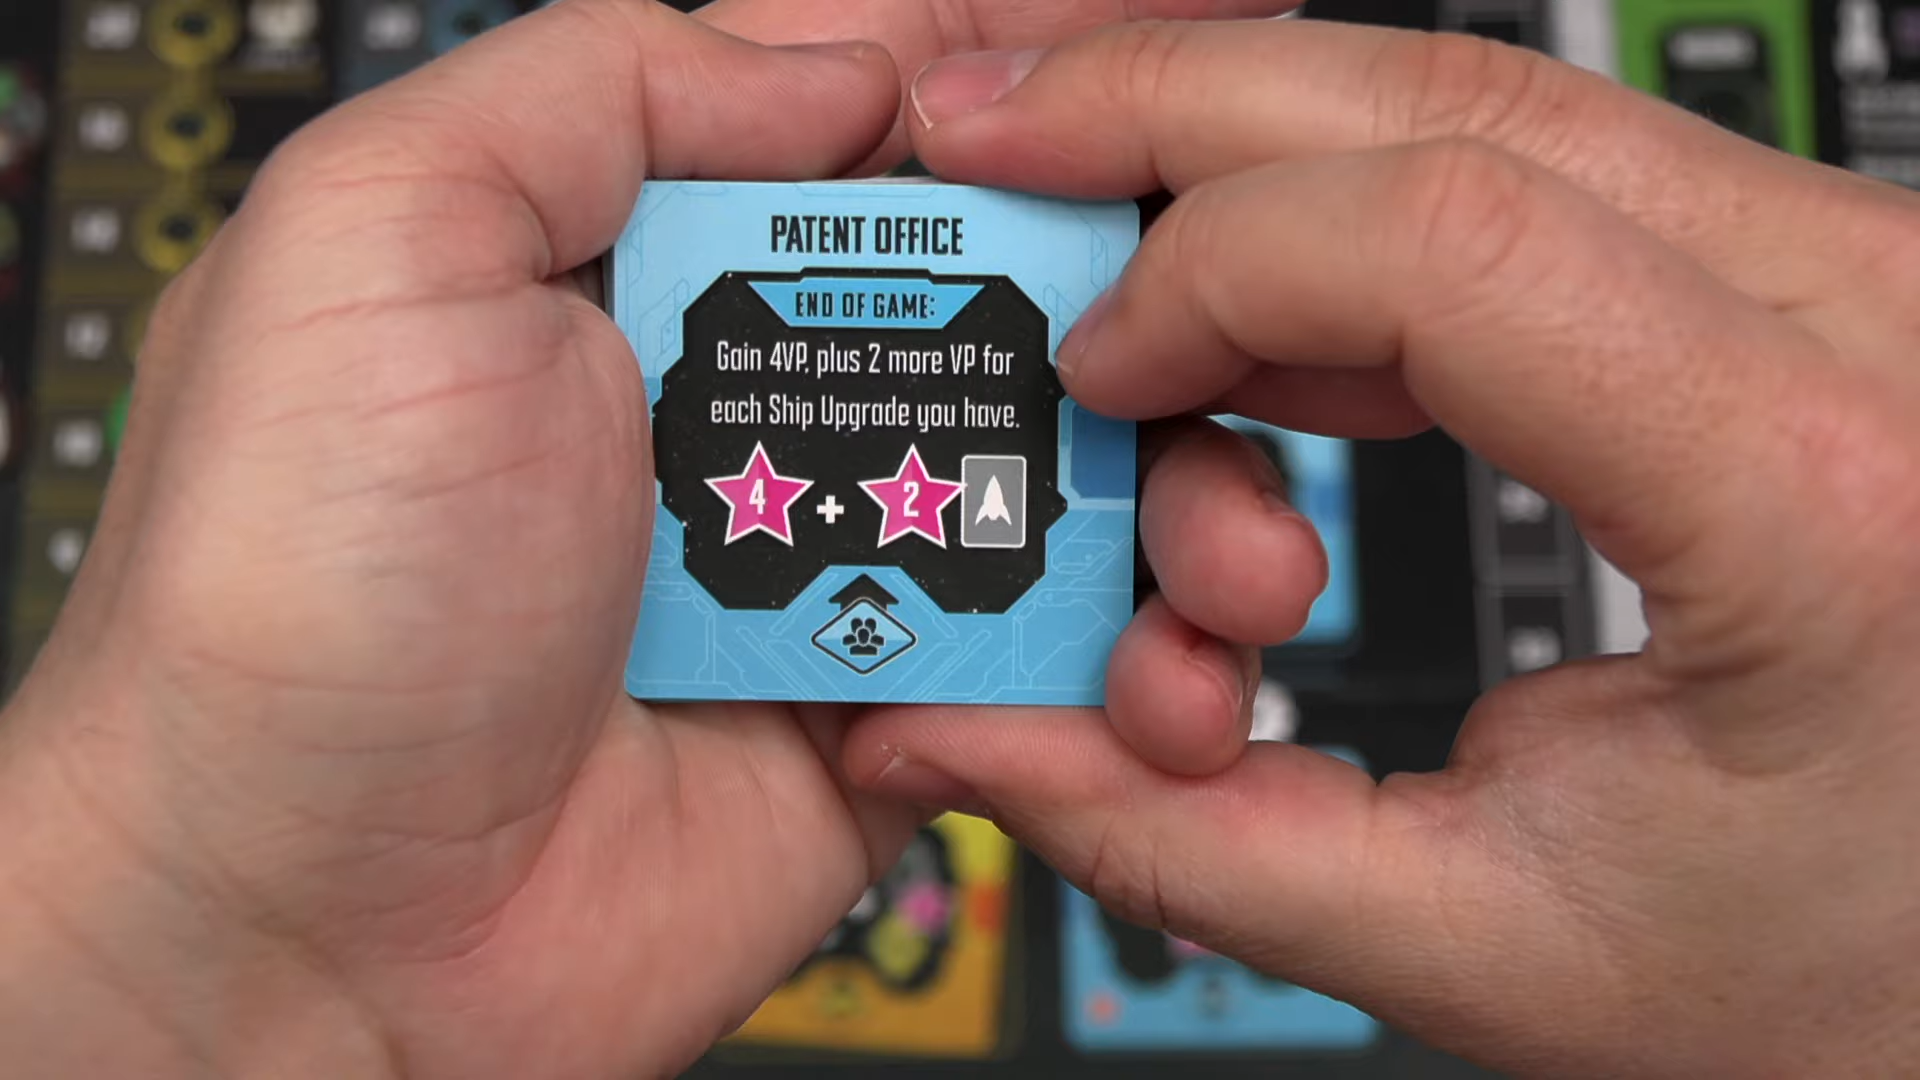 PATENT OFFICE
END OF GAME:
Gain 4VP, plus 2 more VP for
each Ship Upgrade you have.
4 + 2